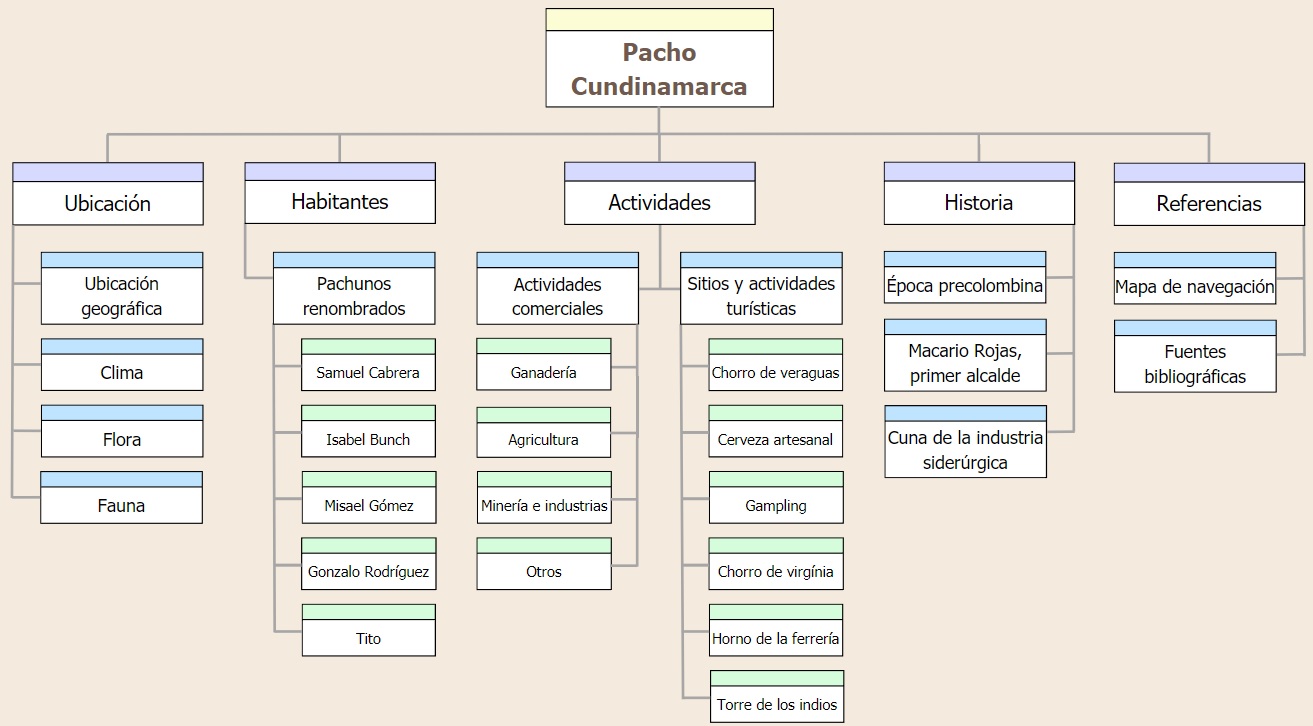 Pacho
Cundinamarca
Ubicación
Habitantes
Actividades
Historia
Referencias
Ubicación
geográfica
Clima
Flora
Fauna
Pachunos
renombrados
Samuel Cabrera
Isabel Bunch
Misael Gómez
Gonzalo Rodríguez
Tito
Actividades
comerciales
Ganadería
Agricultura
Minería e industrias
Otros
Sitios y actividades
turísticas
Chorro de veraguas
Cerveza artesanal
Gampling
Chorro de virgínia
Horno de la ferrería
Torre de los indios
Época precolombina
Macario Rojas,
primer alcalde
Cuna de la industria
siderúrgica
Mapa de navegación
Fuentes
bibliográficas